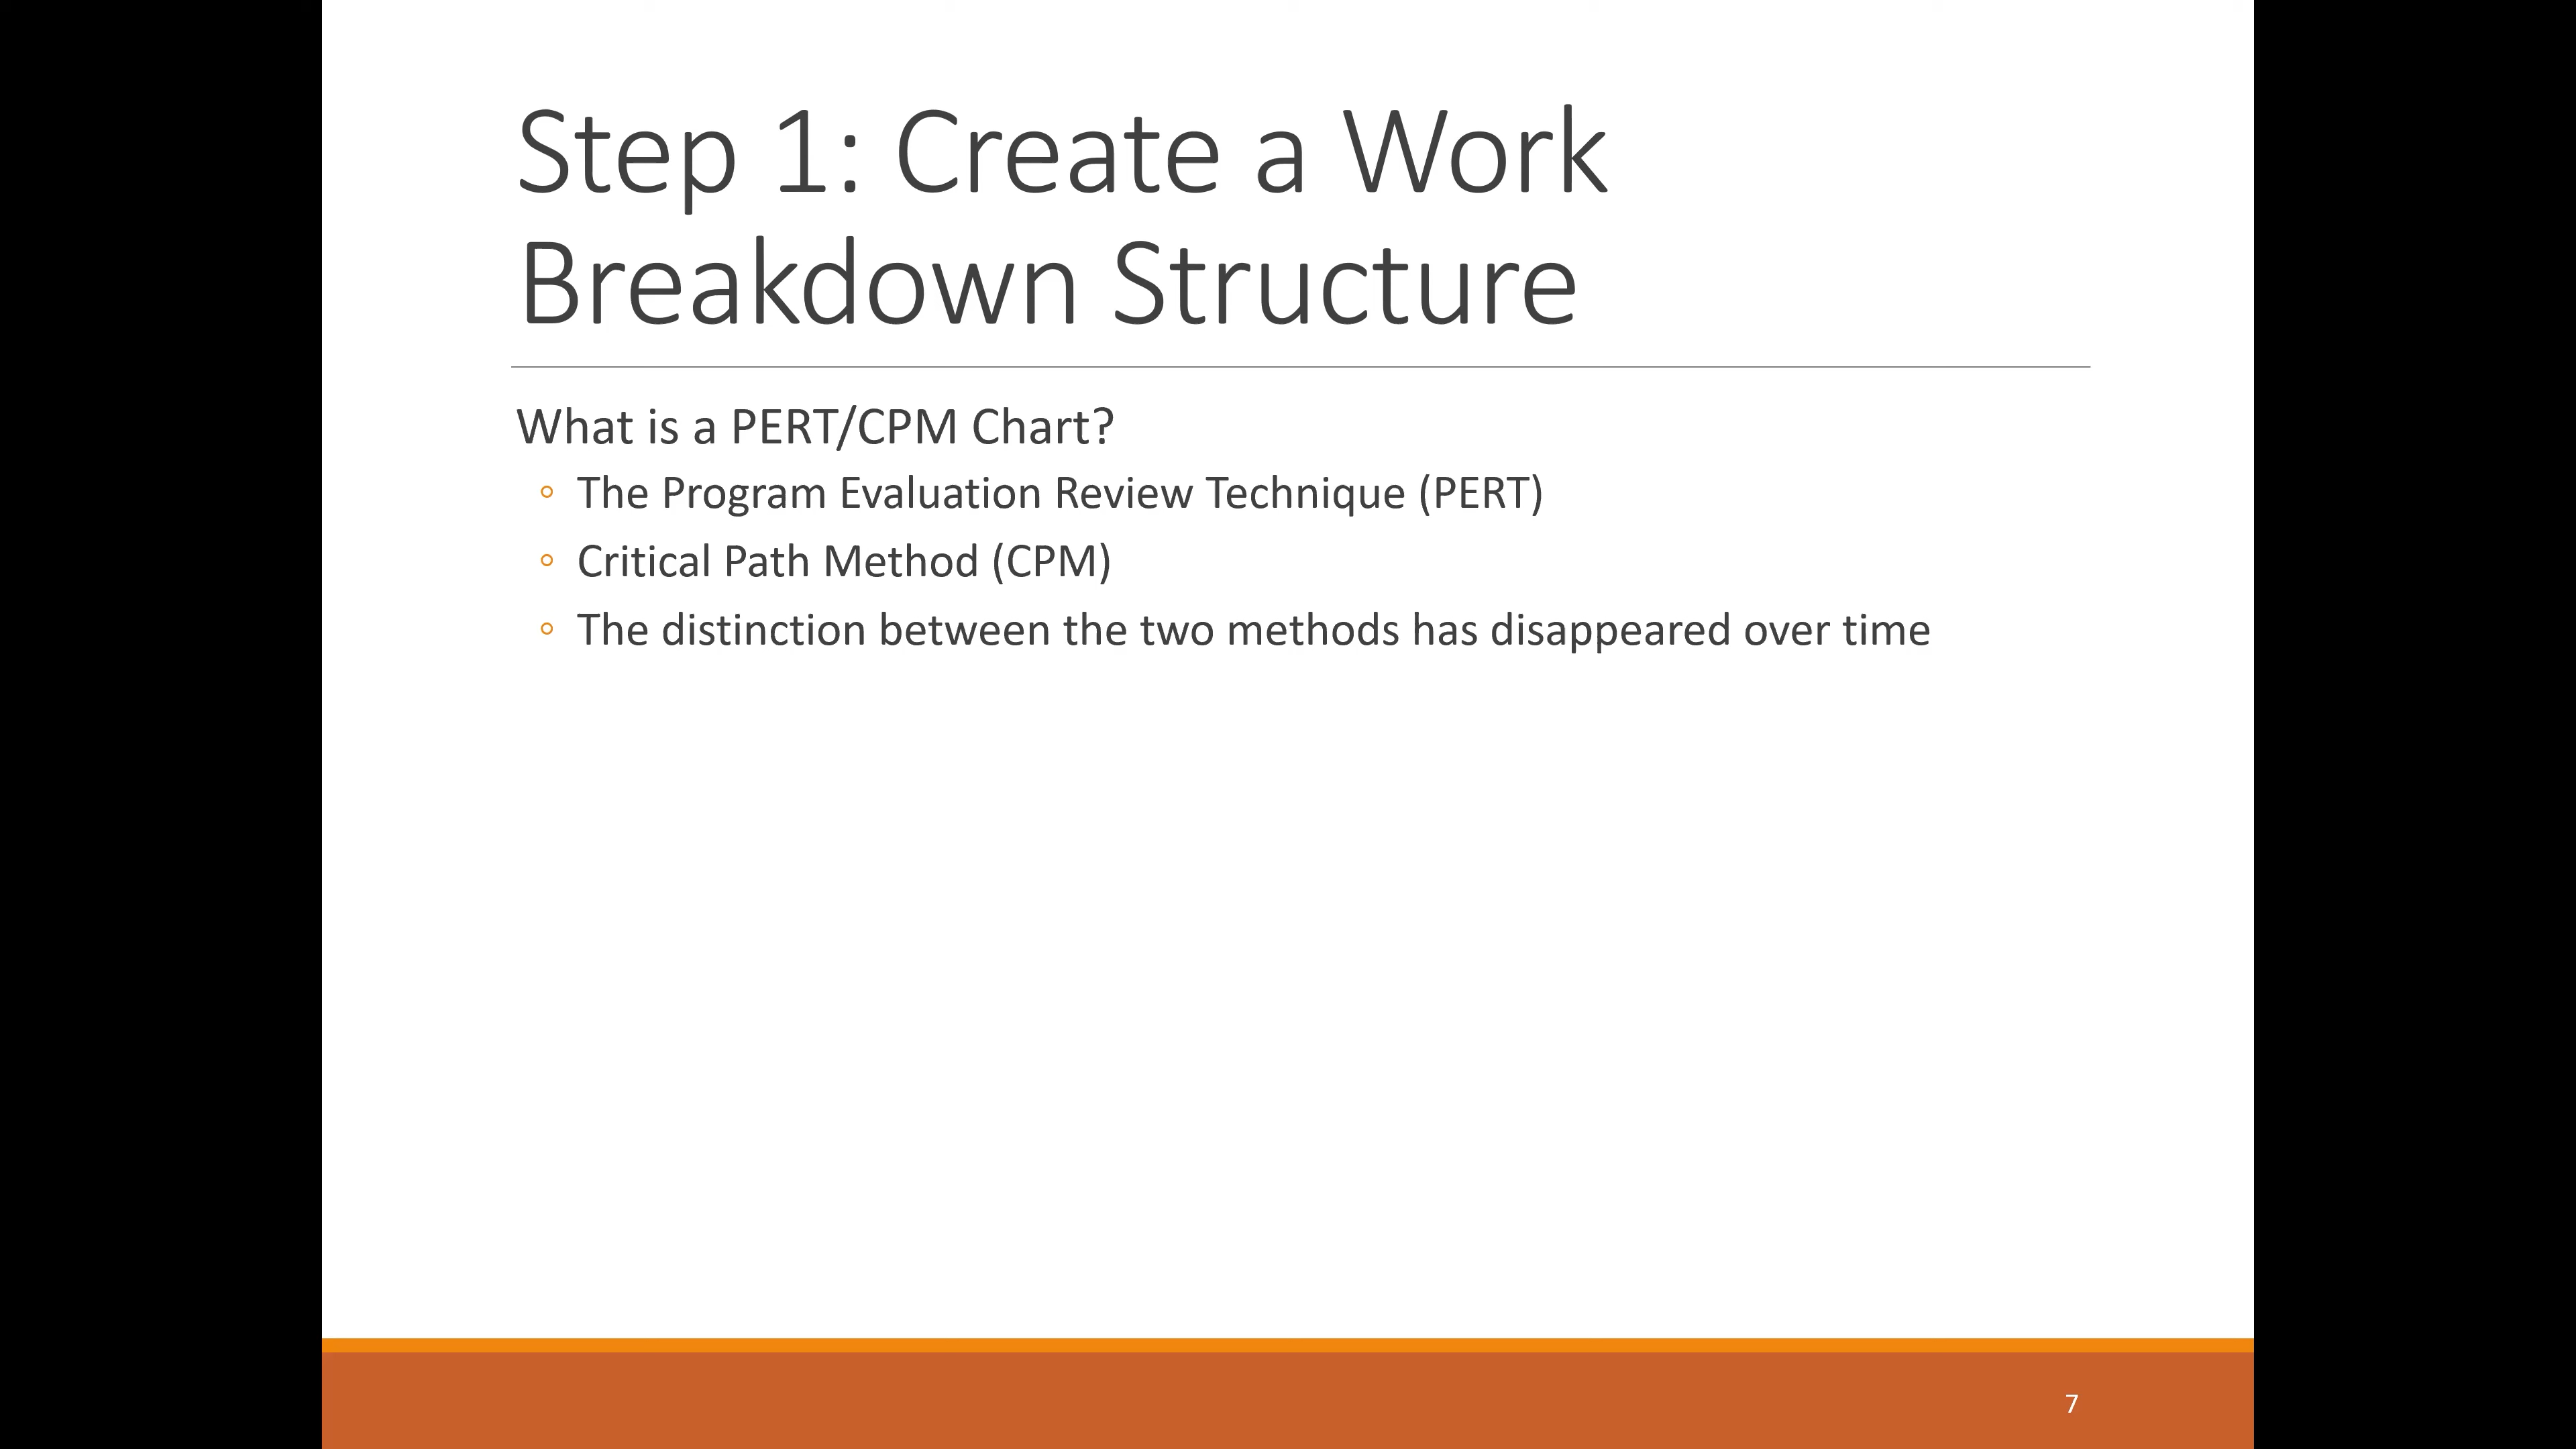 Step 1: Create a Work
Breakdown Structure
What is a PERT/CPM Chart?
◦ The Program Evaluation Review Technique (PERT)
◦ Critical Path Method (CPM)
◦ The distinction between the two methods has disappeared over time
7